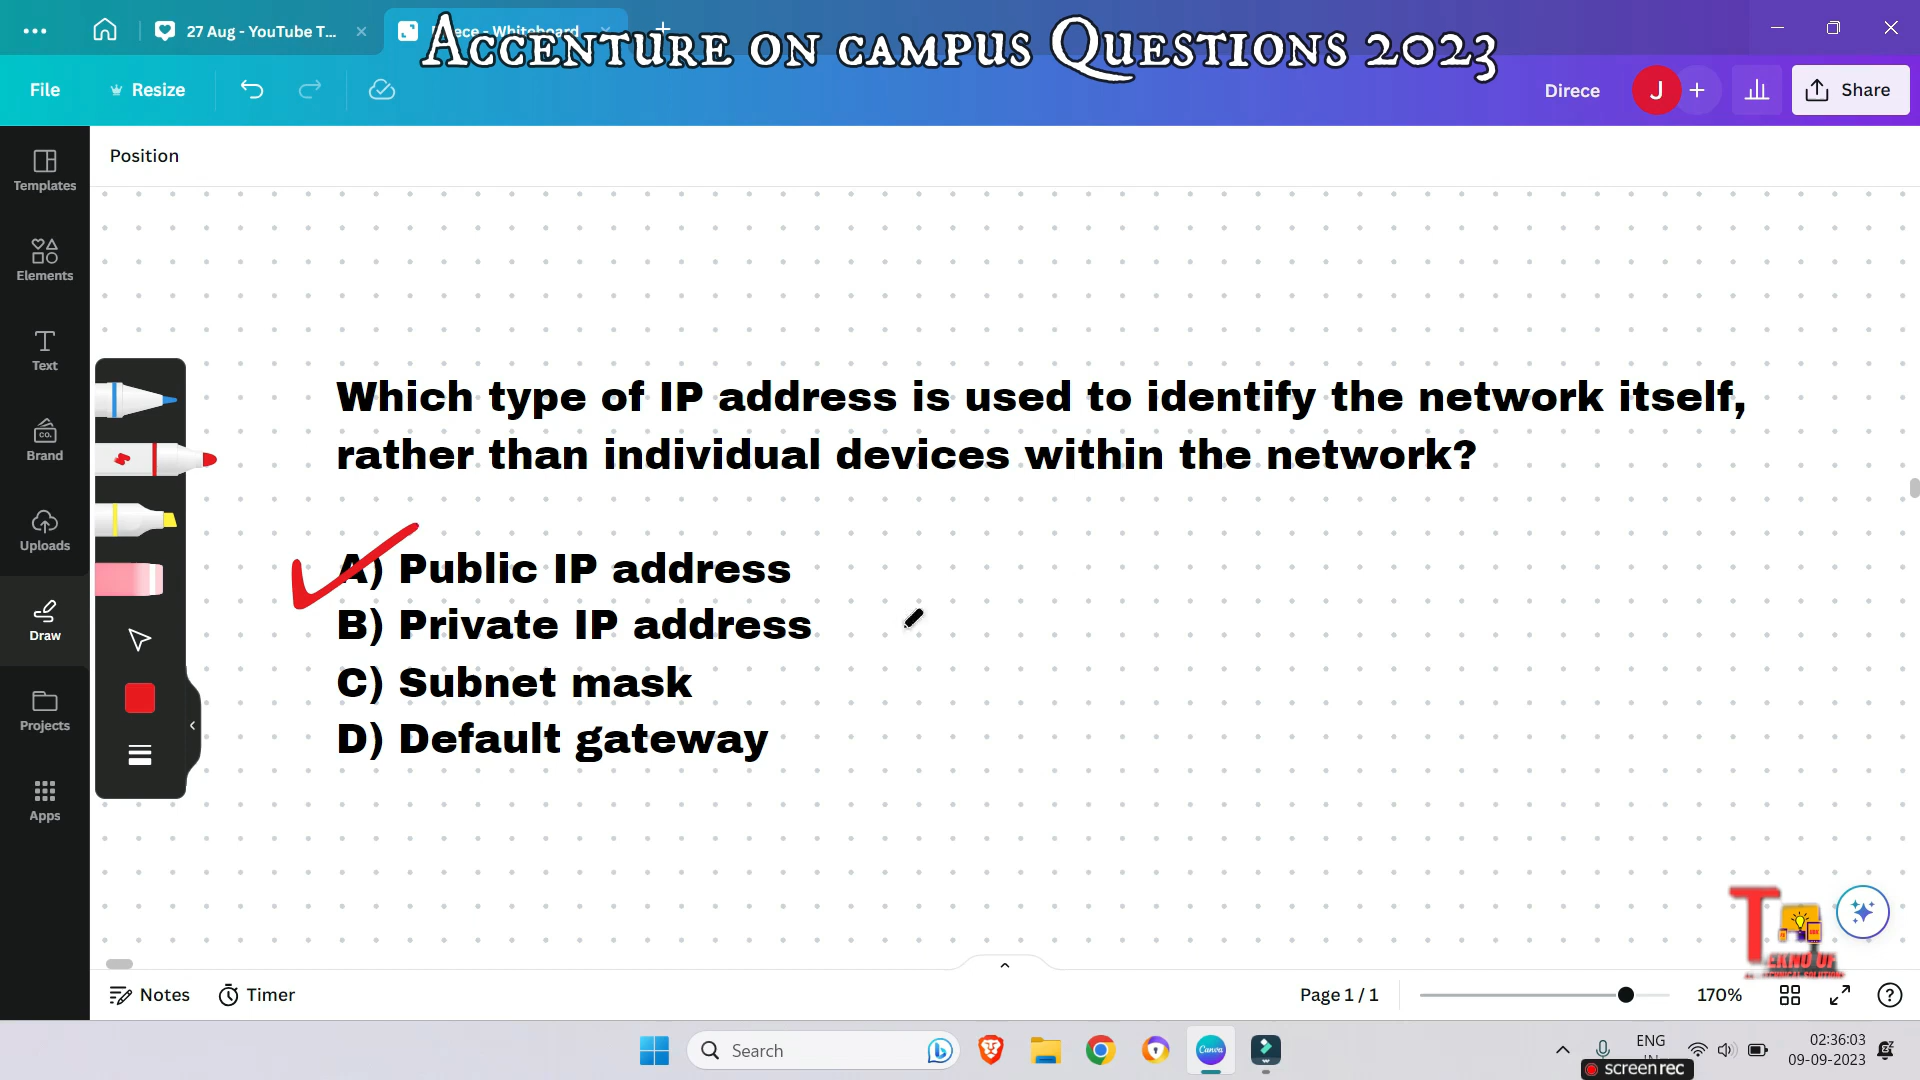 27 Aug - YouTube T...
Accenture on campus Questions 2023
File
Resize
Direce
J
Share
Position
Templates
Elements
Text
Brand
Uploads
Draw
Projects
Apps
Which type of IP address is used to identify the network itself,
rather than individual devices within the network?
A) Public IP address
B) Private IP address
C) Subnet mask
D) Default gateway
Notes
Timer
Page 1 / 1
170%
Search
Canva
ENG
02:36:03
09-09-2023
screenrec